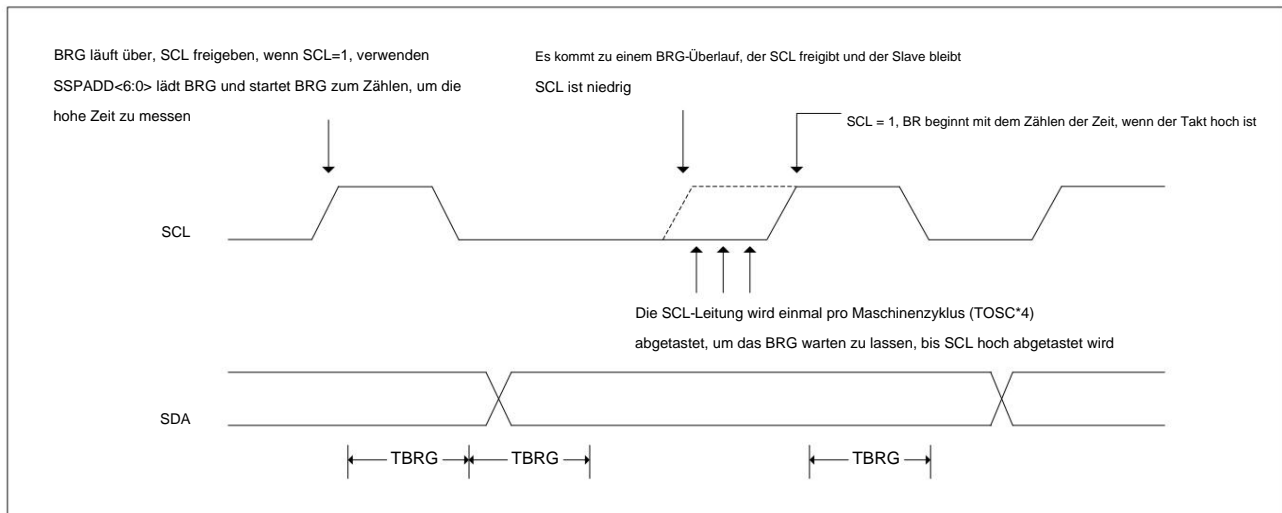 BRG läuft über, SCL freigeben, wenn SCL=1, verwenden
SSPADD<6:0> lädt BRG und startet BRG zum Zählen, um die
hohe Zeit zu messen
Es kommt zu einem BRG-Überlauf, der SCL freigibt und der Slave bleibt
SCL ist niedrig
SCL = 1, BR beginnt mit dem Zählen der Zeit, wenn der Takt hoch ist
SCL
Die SCL-Leitung wird einmal pro Maschinenzyklus (TOSC*4)
abgetastet, um das BRG warten zu lassen, bis SCL hoch abgetastet wird
SDA
TBRG
TBRG
TBRG